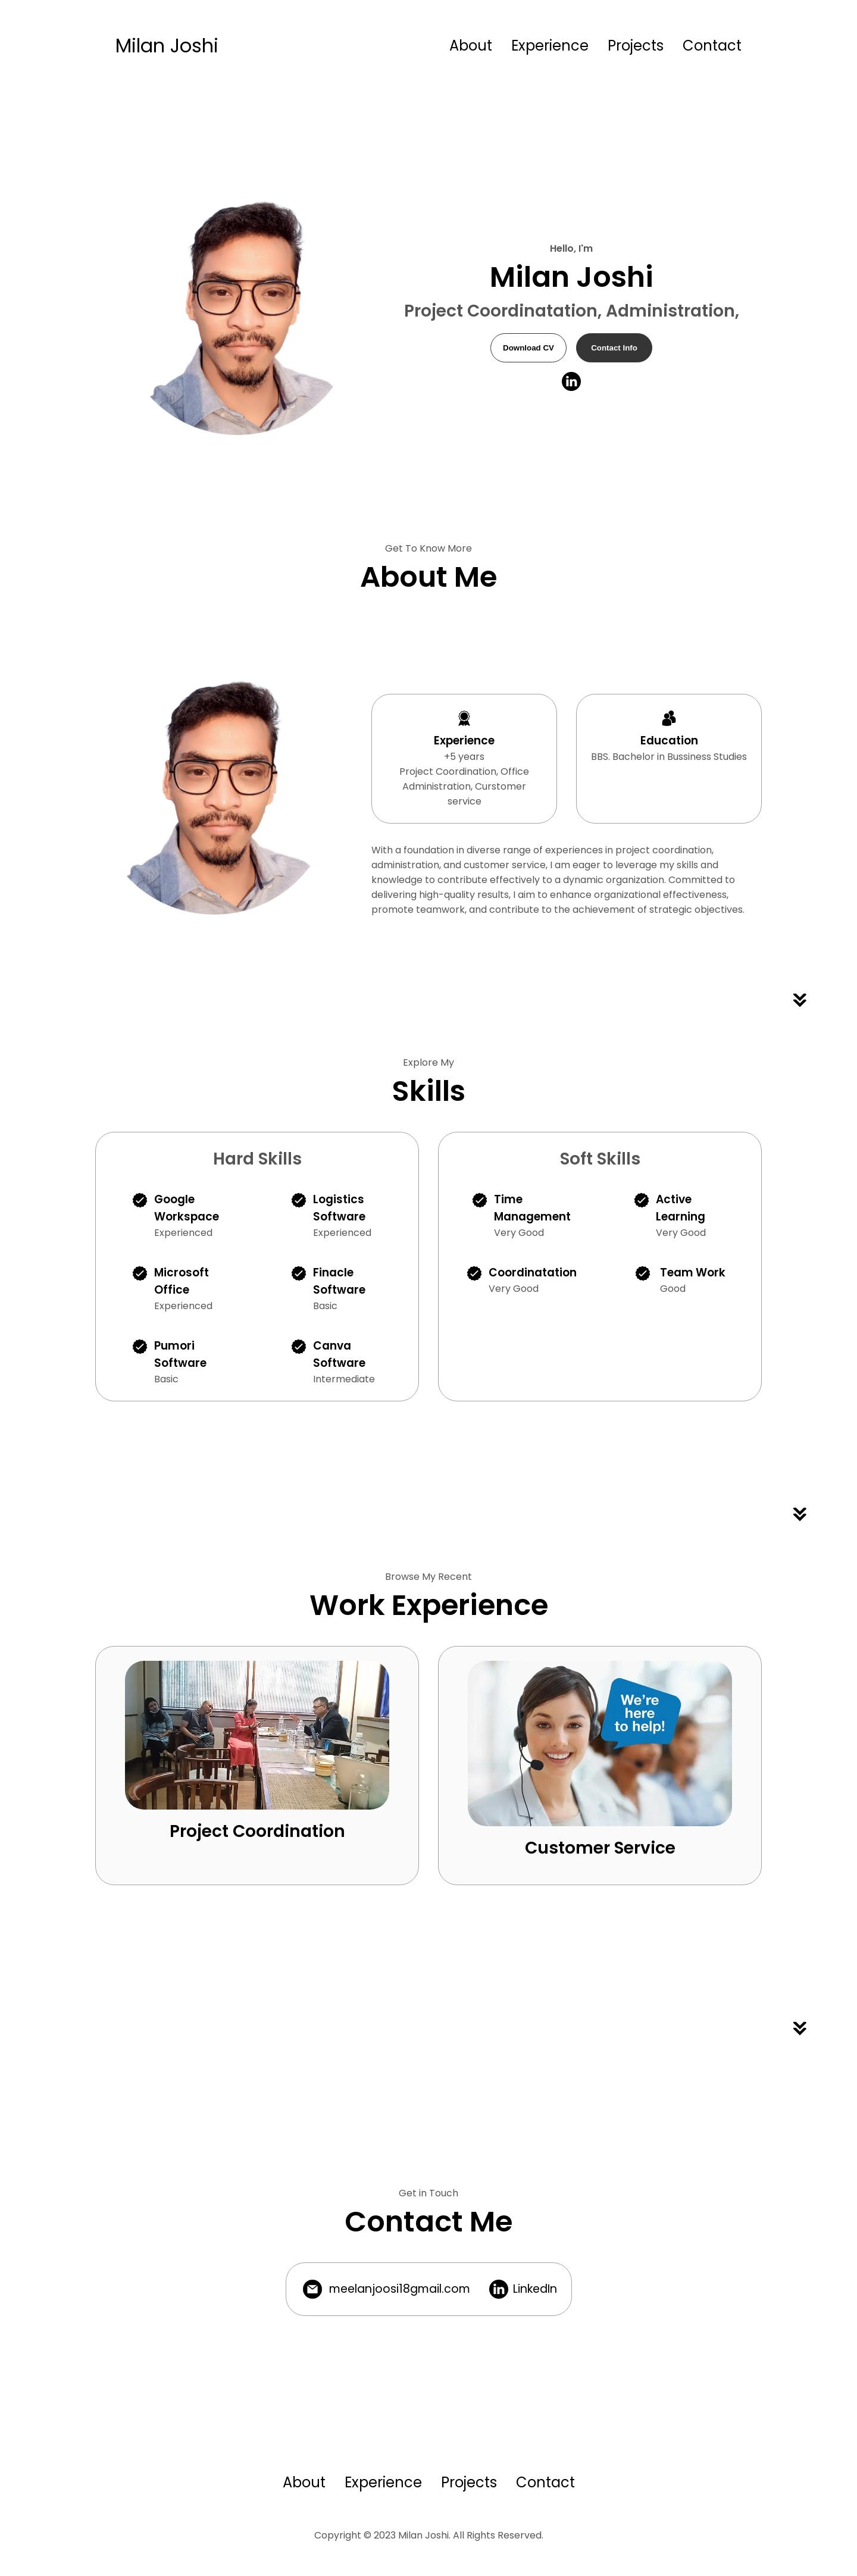 Milan Joshi
About Experience Projects Contact
Hello, I'm
Milan Joshi
Project Coordinatation, Administration,
Download CV Contact Info
Get To Know More
About Me
Experience
+5 years
Project Coordination, Office
Administration, Curstomer
service
Education
BBS. Bachelor in Bussiness Studies
With a foundation in diverse range of experiences in project coordination,
administration, and customer service, I am eager to leverage my skills and
knowledge to contribute effectively to a dynamic organization. Committed to
delivering high-quality results, I aim to enhance organizational effectiveness,
promote teamwork, and contribute to the achievement of strategic objectives.
Explore My
Skills
Hard Skills
Google
Workspace
Experienced
Logistics
Software
Experienced
Microsoft
Office
Experienced
Finacle
Software
Basic
Pumori
Software
Basic
Canva
Software
Intermediate
Soft Skills
Time
Management
Very Good
Active
Learning
Very Good
Coordinatation
Very Good
Team Work
Good
Browse My Recent
Work Experience
Project Coordination
We're
here
to help!
Customer Service
Get in Touch
Contact Me
meelanjoosi18gmail.com
in LinkedIn
About Experience Projects Contact
Copyright © 2023 Milan Joshi. All Rights Reserved.